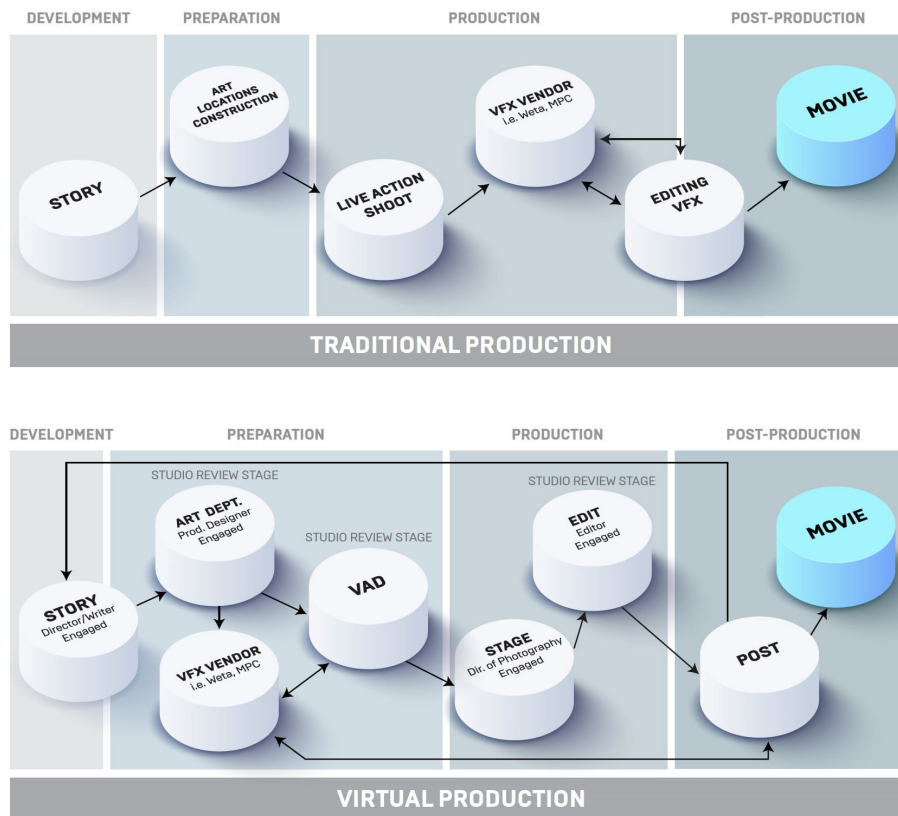 DEVELOPMENT
PREPARATION
PRODUCTION
POST-PRODUCTION
STORY
ART
LOCATIONS
CONSTRUCTION
LIVE ACTION
SHOOT
VFX VENDOR
i.e. Weta, MPC
EDITING
VFX
MOVIE
TRADITIONAL PRODUCTION
DEVELOPMENT
PREPARATION
PRODUCTION
POST-PRODUCTION
STORY
Director/Writer
Engaged
STUDIO REVIEW STAGE
ART DEPT.
Prod. Designer
Engaged
VFX VENDOR
i.e. Weta, MPC
STUDIO REVIEW STAGE
VAD
STAGE
Dir. of Photography
Engaged
STUDIO REVIEW STAGE
EDIT
Editor
Engaged
POST
MOVIE
VIRTUAL PRODUCTION